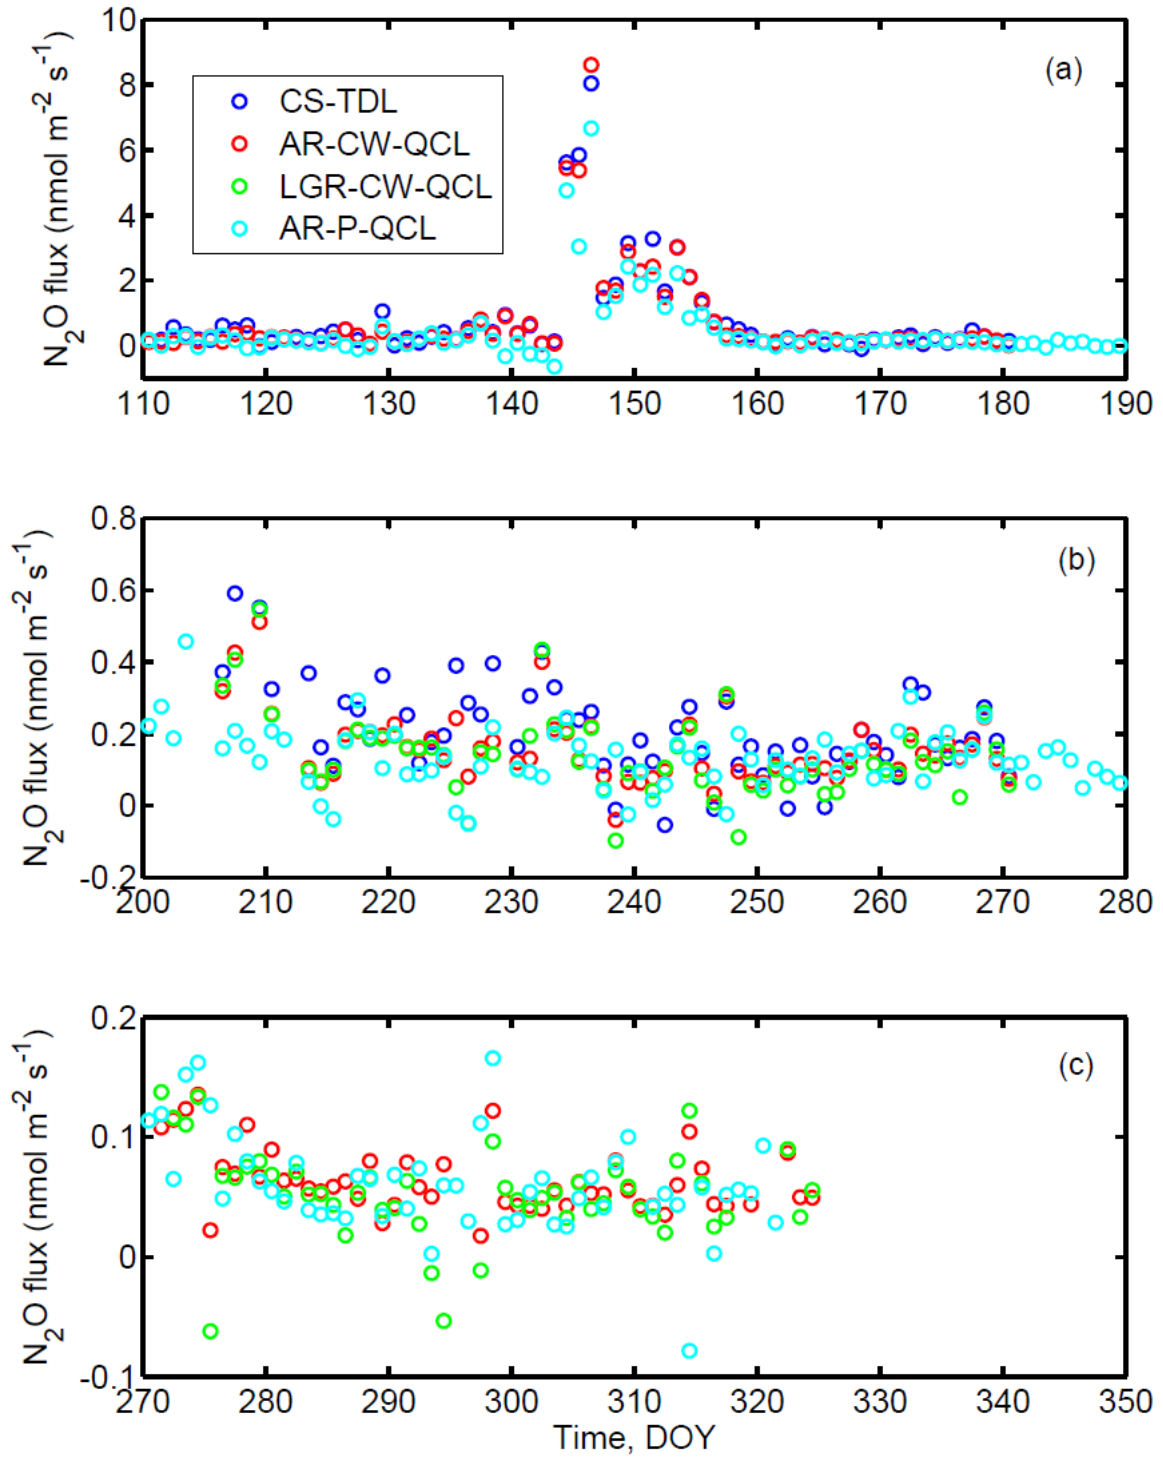 10
8
6
4
2
0
N2O flux (nmol m-2 s-1)
(a)
CS-TDL
AR-CW-QCL
LGR-CW-QCL
AR-P-QCL
110 120 130 140 150 160 170 180 190
0.8
0.6
0.4
0.2
0
-0.2
N2O flux (nmol m-2 s-1)
(b)
200 210 220 230 240 250 260 270 280
0.2
0.1
0
-0.1
N2O flux (nmol m-2 s-1)
(c)
270 280 290 300 310 320 330 340 350
Time, DOY